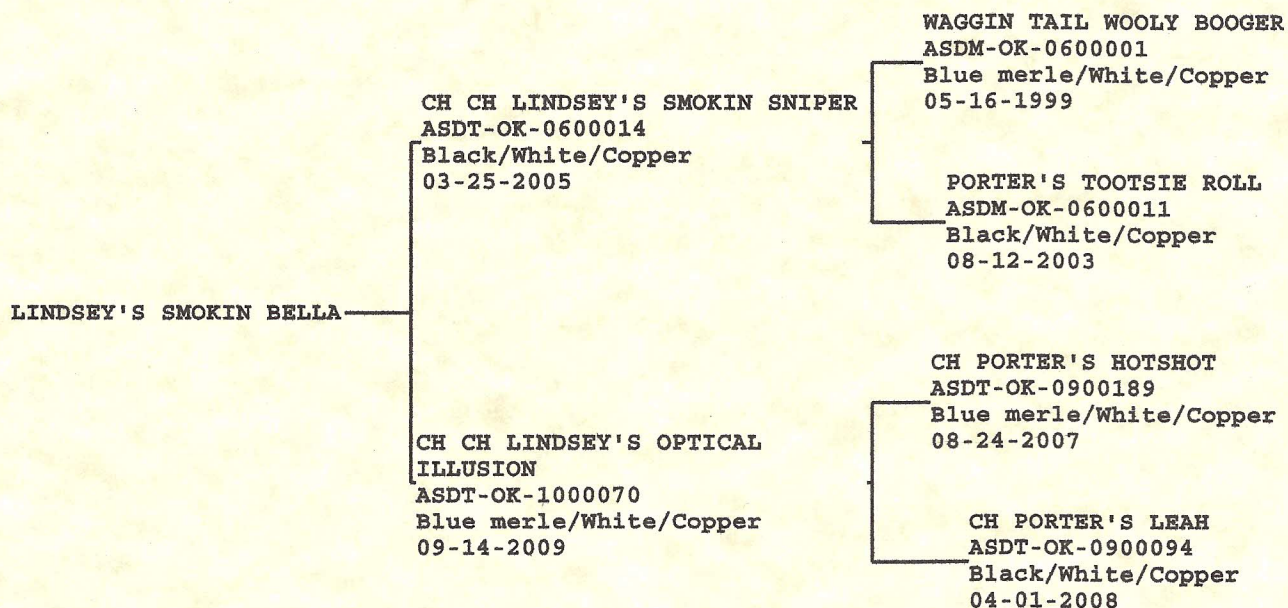 WAGGIN TAIL WOOLY BOOGER
ASDM-OK-0600001
Blue merle/White/Copper
05-16-1999
CH CH LINDSEY'S SMOKIN SNIPER
ASDT-OK-0600014
Black/White/Copper
03-25-2005
PORTER'S TOOTSIE ROLL
ASDM-OK-0600011
Black/White/Copper
08-12-2003
LINDSEY'S SMOKIN BELLA
CH PORTER'S HOTSHOT
ASDT-OK-0900189
Blue merle/White/Copper
08-24-2007
CH CH LINDSEY'S OPTICAL
ILLUSION
ASDT-OK-1000070
Blue merle/White/Copper
09-14-2009
CH PORTER'S LEAH
ASDT-OK-0900094
Black/White/Copper
04-01-2008